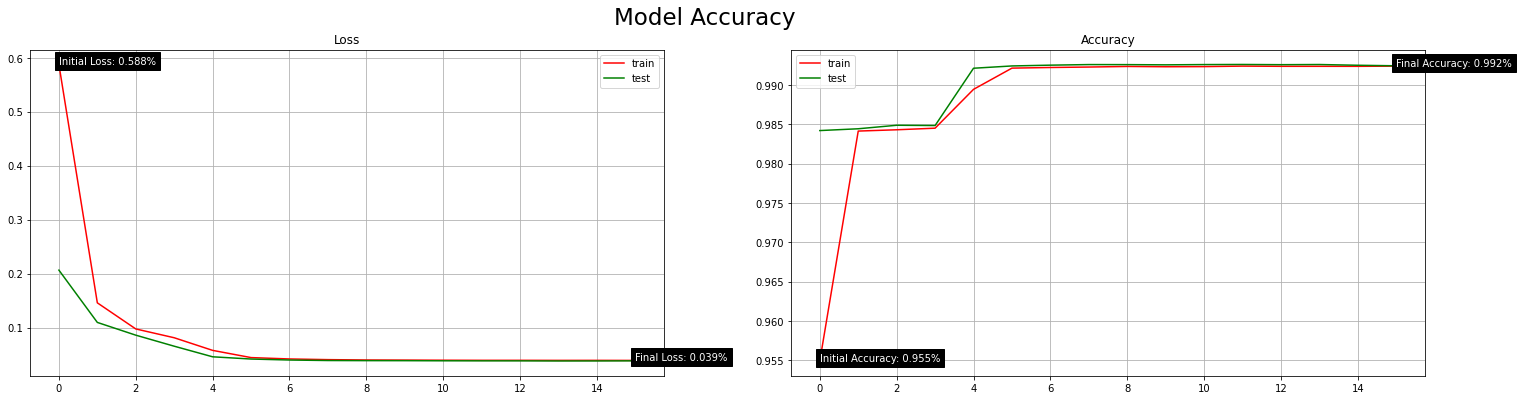 Model Accuracy
Loss
0.6
0.5
0.4
0.3
0.2
0.1
0 2 4 6 8 10 12 14
Initial Loss: 0.588%
train
test
Final Loss: 0.039%
Accuracy
0.990
0.985
0.980
0.975
0.970
0.965
0.960
0.955
0 2 4 6 8 10 12 14
train
test
Final Accuracy: 0.992%
Initial Accuracy: 0.955%